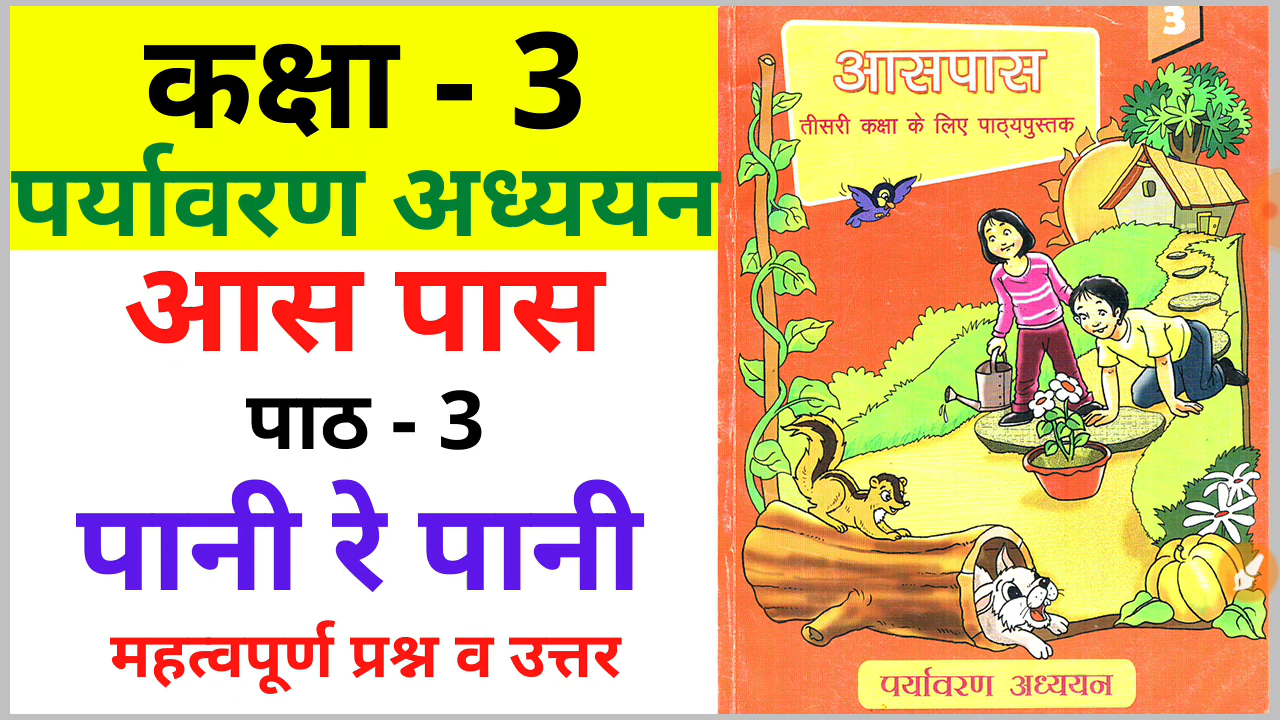 कक्षा - 3
पर्यावरण अध्ययन
आस पास
पाठ - 3
पानी रे पानी
महत्वपूर्ण प्रश्न व उत्तर
3
आसपास
तीसरी कक्षा के लिए पाठ्यपुस्तक
पर्यावरण अध्ययन